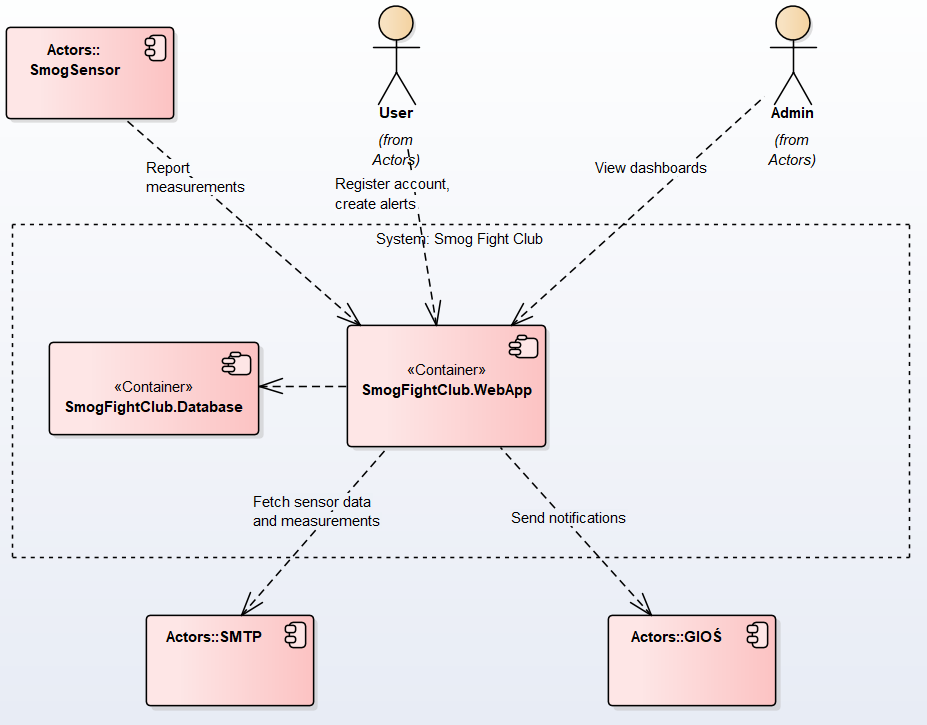 Actors::
SmogSensor
User
(from
Actors)
Admin
(from
Actors)
Report
measurements
Register account,
create alerts
View dashboards
System: Smog Fight Club
«Container»
SmogFightClub.Database
«Container»
SmogFightClub.WebApp
Fetch sensor data
and measurements
Send notifications
Actors::SMTP
Actors::GIOŚ